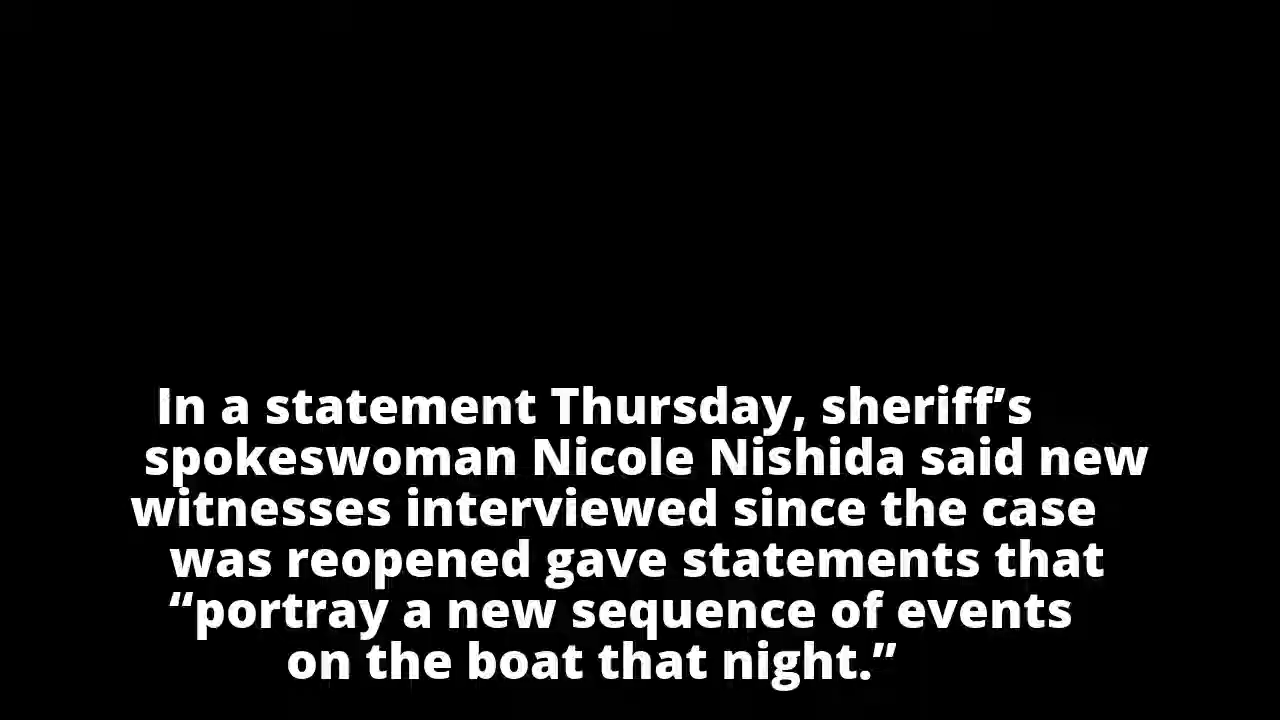 In a statement Thursday, sheriff’s
spokeswoman Nicole Nishida said new
witnesses interviewed since the case
was reopened gave statements that
“portray a new sequence of events
on the boat that night.”